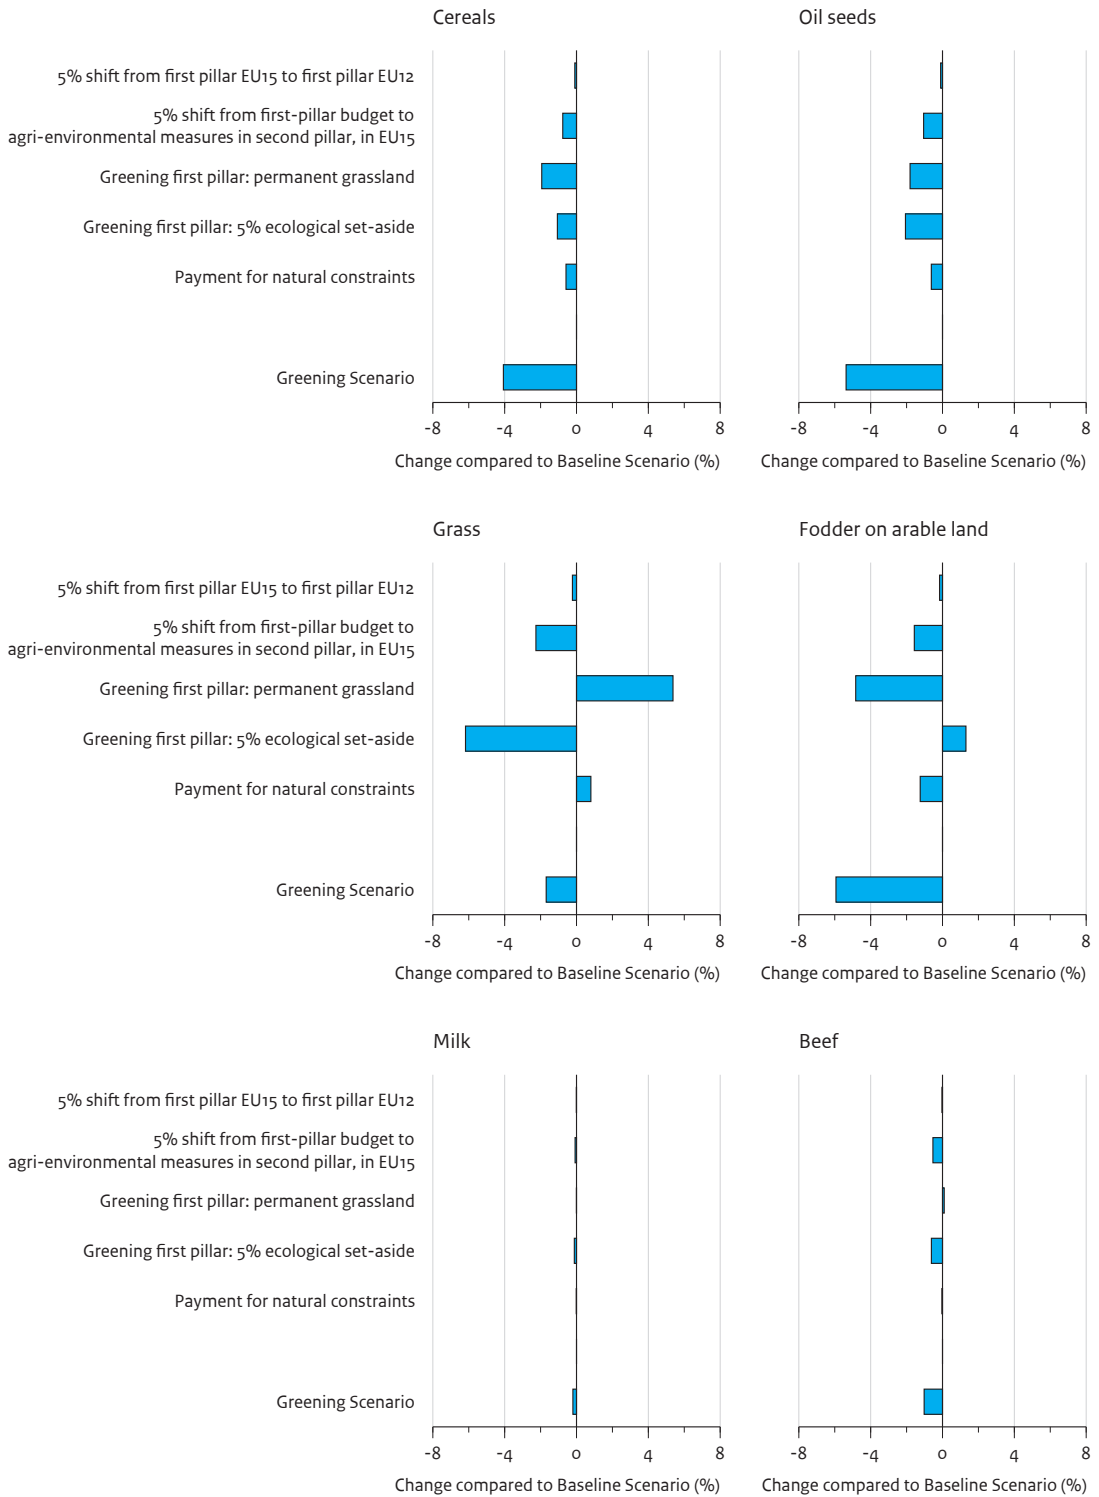 Cereals
Oil seeds
5% shift from first pillar EU15 to first pillar EU12
5% shift from first-pillar budget to
agri-environmental measures in second pillar, in EU15
Greening first pillar: permanent grassland
Greening first pillar: 5% ecological set-aside
Payment for natural constraints
Greening Scenario
-8 -4 0 4 8
-8 -4 0 4 8
Change compared to Baseline Scenario (%)
Change compared to Baseline Scenario (%)
Grass
Fodder on arable land
5% shift from first pillar EU15 to first pillar EU12
5% shift from first-pillar budget to
agri-environmental measures in second pillar, in EU15
Greening first pillar: permanent grassland
Greening first pillar: 5% ecological set-aside
Payment for natural constraints
Greening Scenario
-8 -4 0 4 8
-8 -4 0 4 8
Change compared to Baseline Scenario (%)
Change compared to Baseline Scenario (%)
Milk
Beef
5% shift from first pillar EU15 to first pillar EU12
5% shift from first-pillar budget to
agri-environmental measures in second pillar, in EU15
Greening first pillar: permanent grassland
Greening first pillar: 5% ecological set-aside
Payment for natural constraints
Greening Scenario
-8 -4 0 4 8
-8 -4 0 4 8
Change compared to Baseline Scenario (%)
Change compared to Baseline Scenario (%)